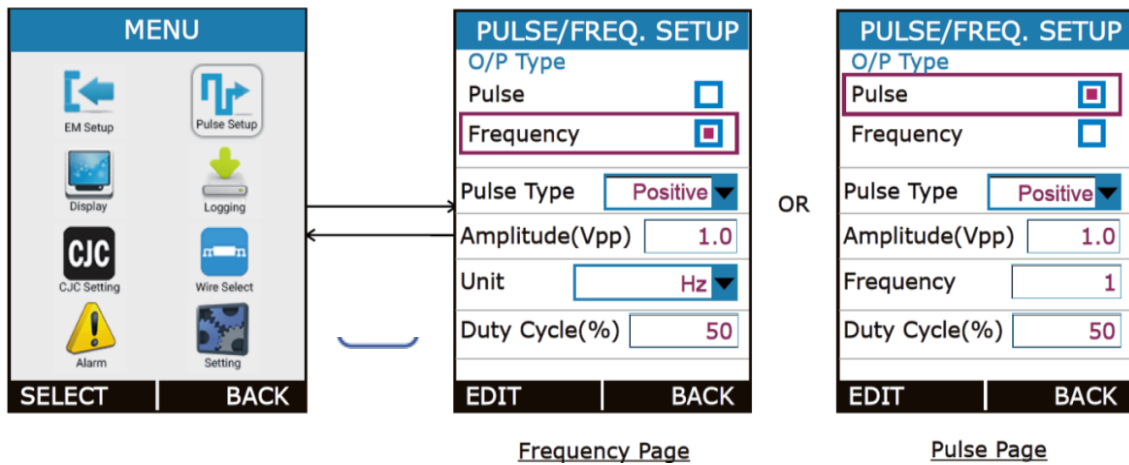 MENU
EM Setup
Pulse Setup
Display
Logging
CJC
CJC Setting
Wire Select
Alarm
Setting
SELECT
BACK
PULSE/FREQ. SETUP
O/P Type
Pulse
Frequency
Pulse Type
Positive
Amplitude(Vpp)
1.0
Unit
Hz
Duty Cycle(%)
50
EDIT
BACK
Frequency Page
OR
PULSE/FREQ. SETUP
O/P Type
Pulse
Frequency
Pulse Type
Positive
Amplitude(Vpp)
1.0
Frequency
1
Duty Cycle(%)
50
EDIT
BACK
Pulse Page